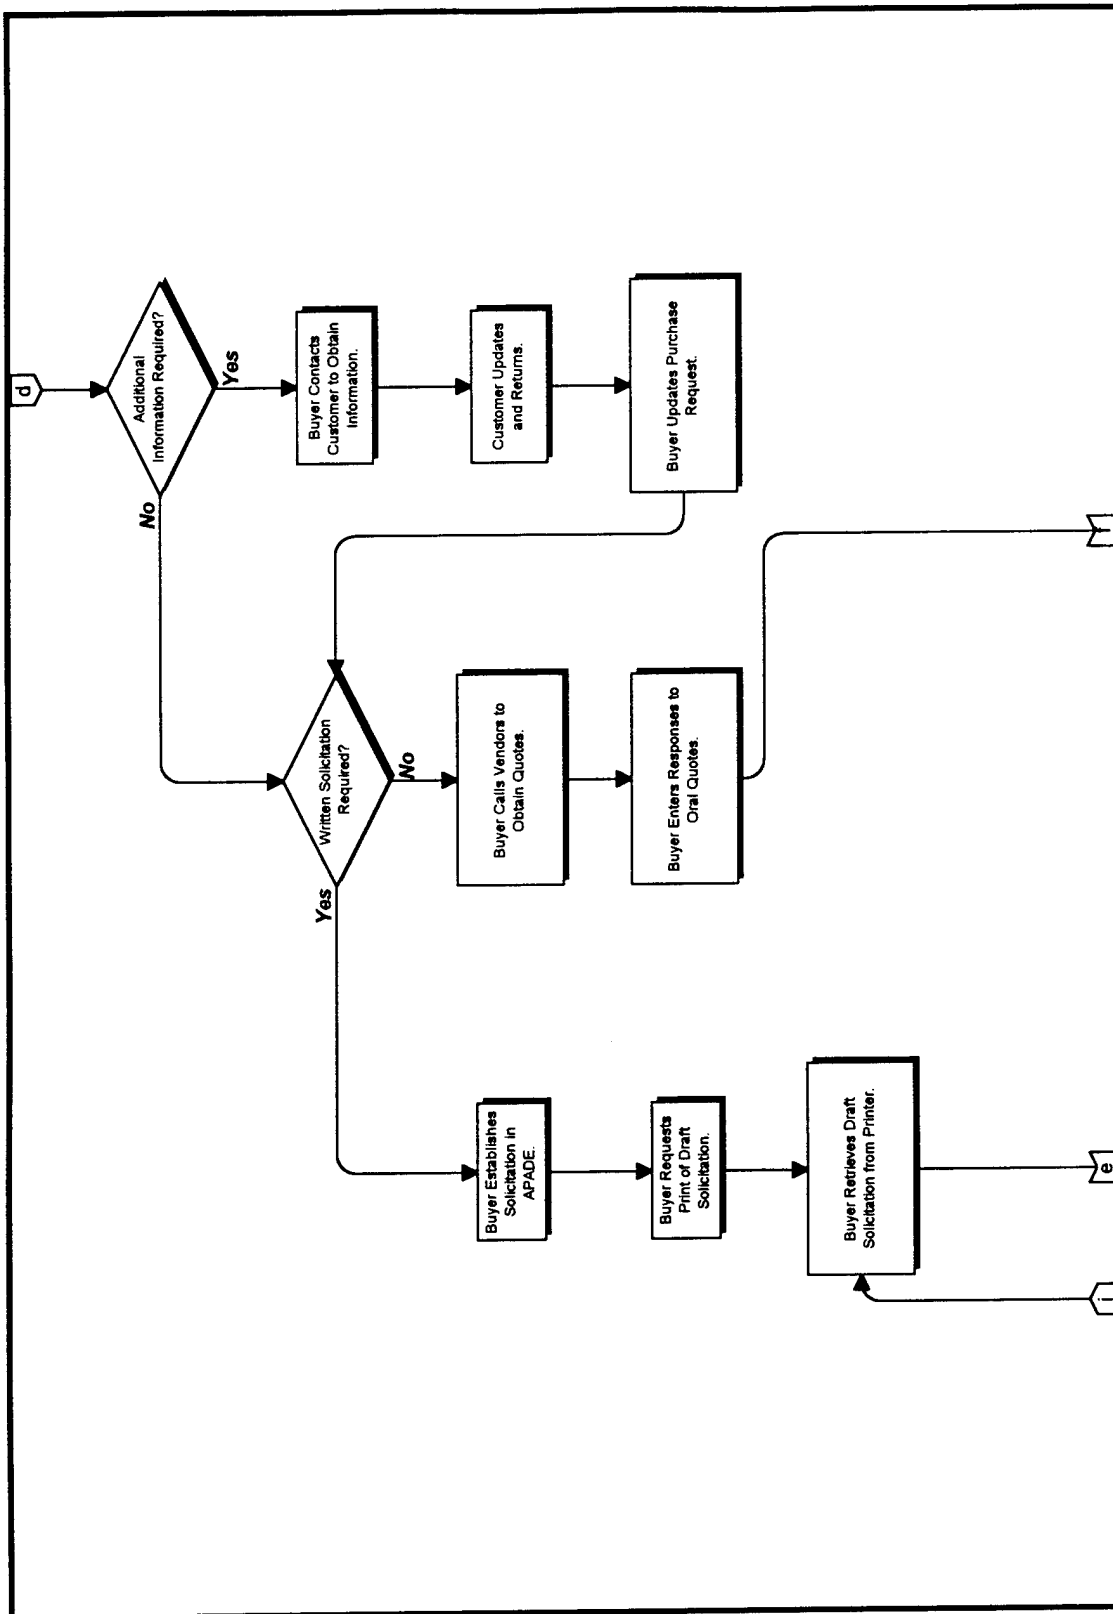 d
Additional
Information Required?
Yes
No
Buyer Contacts
Customer to Obtain
Information.
Customer Updates
and Returns.
Buyer Updates Purchase
Request.
Written Solicitation
Required?
No
Yes
Buyer Calls Vendors to
Obtain Quotes.
Buyer Enters Responses to
Oral Quotes.
f
Buyer Establishes
Solicitation in
APADE.
Buyer Requests
Print of Draft
Solicitation.
Buyer Retrieves Draft
Solicitation from Printer.
e
i